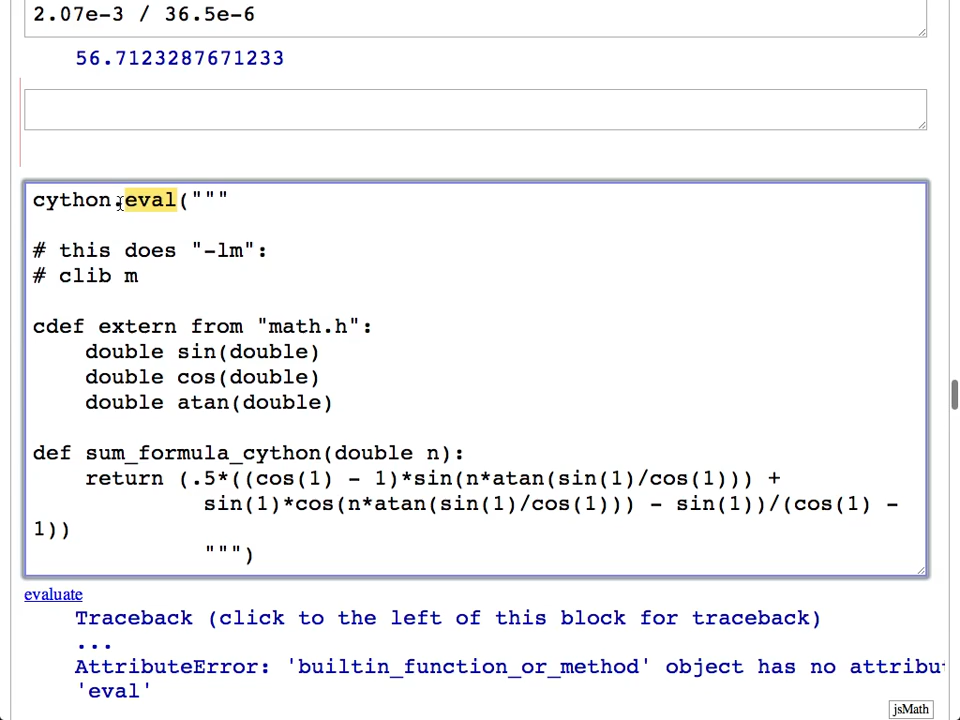 2.07e-3 / 36.5e-6
56.7123287671233
cython.eval("""
# this does "-lm":
# clib m
cdef extern from "math.h":
    double sin(double)
    double cos(double)
    double atan(double)
def sum_formula_cython(double n):
    return (.5*((cos(1) - 1)*sin(n*atan(sin(1)/cos(1))) +
             sin(1)*cos(n*atan(sin(1)/cos(1))) - sin(1))/(cos(1) -
1))
             """)
evaluate
Traceback (click to the left of this block for traceback)
...
AttributeError: 'builtin_function_or_method' object has no attribut
'eval'
jsMath